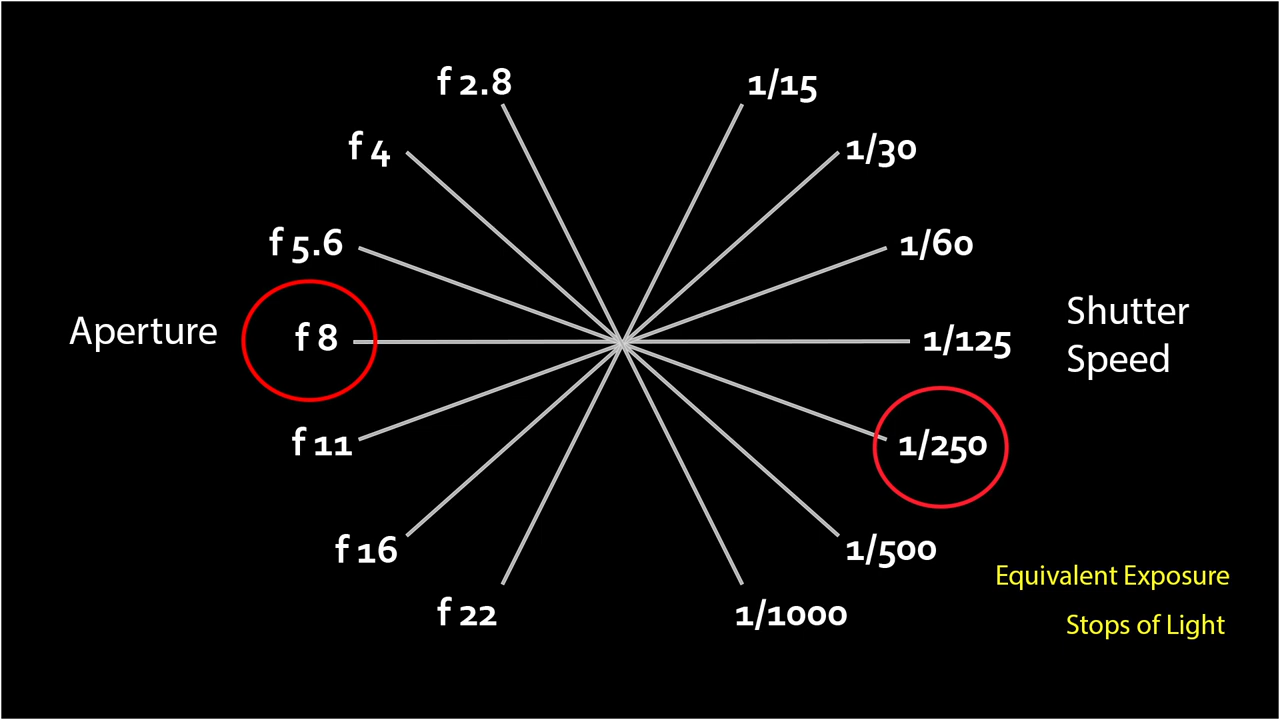 f 2.8
1/15
f 4
1/30
f 5.6
1/60
Aperture
f 8
1/125
Shutter
Speed
f 11
1/250
f 16
1/500
f 22
1/1000
Equivalent Exposure
Stops of Light